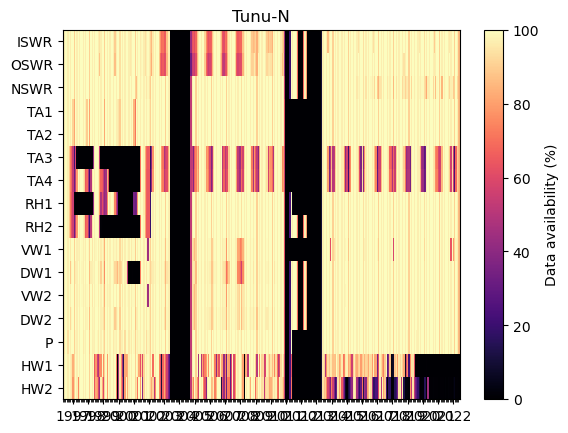 Tunu-N
ISWR
OSWR
NSWR
TA1
TA2
TA3
TA4
RH1
RH2
VW1
DW1
VW2
DW2
P
HW1
HW2
100
80
60
40
20
0
Data availability (%)